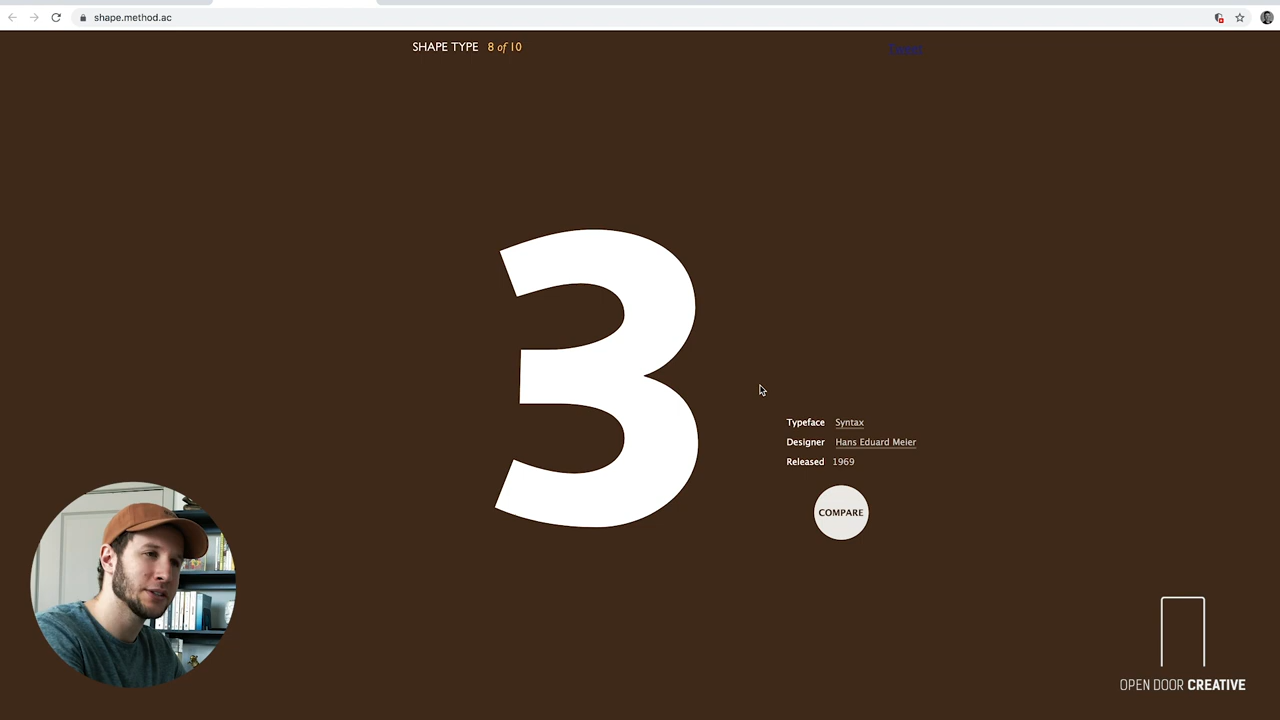 shape.method.ac
SHAPE TYPE 8 of 10
Tweet
3
Typeface Syntax
Designer Hans Eduard Meier
Released 1969
COMPARE
OPEN DOOR CREATIVE